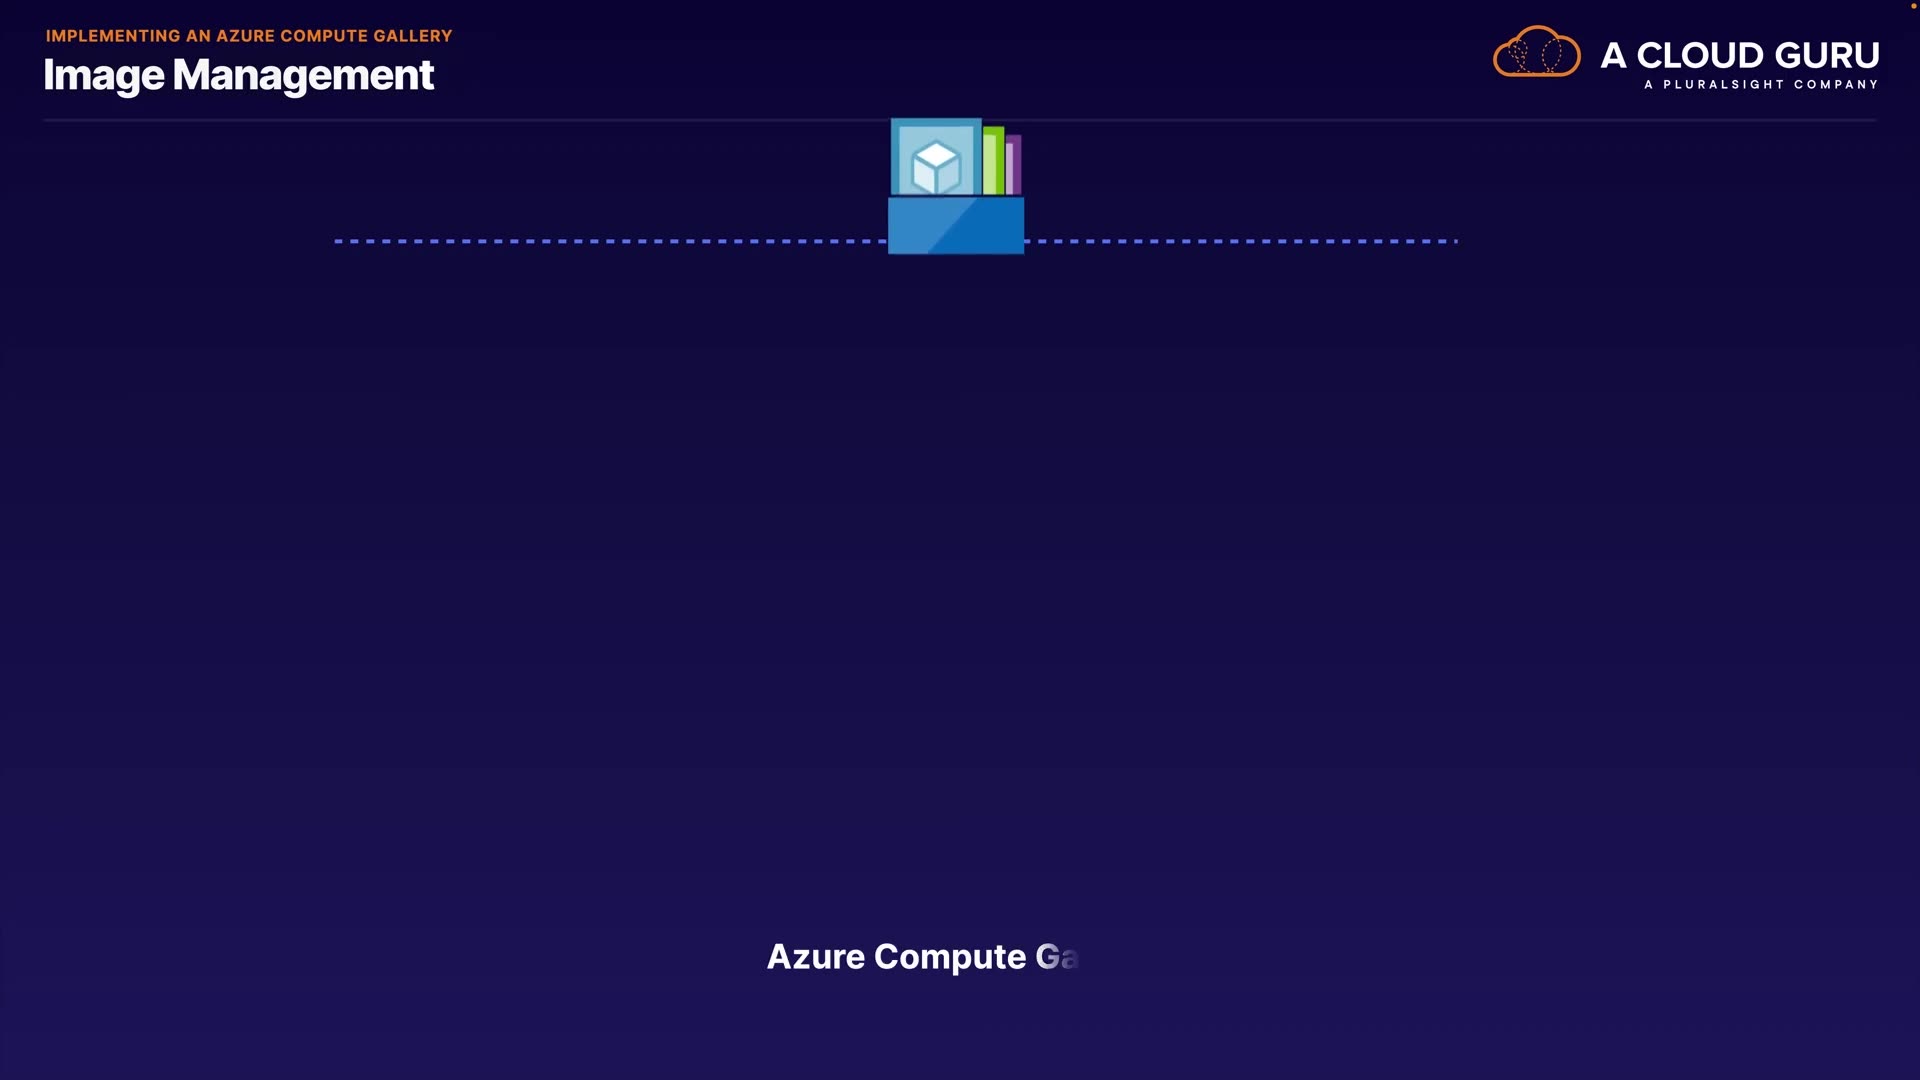 IMPLEMENTING AN AZURE COMPUTE GALLERY
Image Management
A CLOUD GURU
A PLURALSIGHT COMPANY
Azure Compute Ga